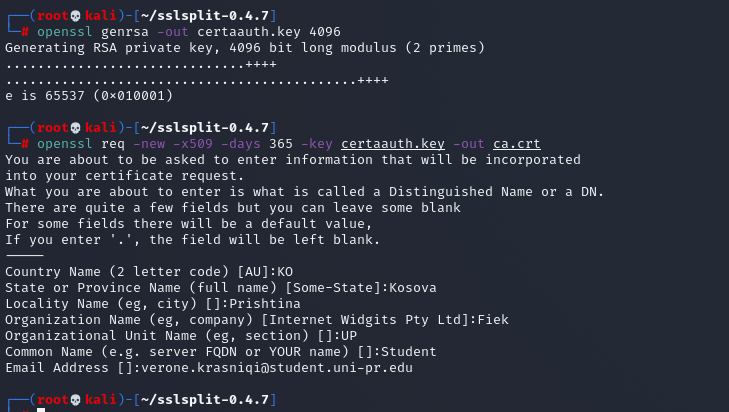 ┌──(root💀kali)-[~/sslsplit-0.4.7]
└─# openssl genrsa -out certaauth.key 4096
Generating RSA private key, 4096 bit long modulus (2 primes)
..............................++++
............................................++++
e is 65537 (0x010001)
┌──(root💀kali)-[~/sslsplit-0.4.7]
└─# openssl req -new -x509 -days 365 -key certaauth.key -out ca.crt
You are about to be asked to enter information that will be incorporated
into your certificate request.
What you are about to enter is what is called a Distinguished Name or a DN.
There are quite a few fields but you can leave some blank
For some fields there will be a default value,
If you enter '.', the field will be left blank.
-----
Country Name (2 letter code) [AU]:KO
State or Province Name (full name) [Some-State]:Kosova
Locality Name (eg, city) []:Prishtina
Organization Name (eg, company) [Internet Widgits Pty Ltd]:Fiek
Organizational Unit Name (eg, section) []:UP
Common Name (e.g. server FQDN or YOUR name) []:Student
Email Address []:verone.krasniqi@student.uni-pr.edu
┌──(root💀kali)-[~/sslsplit-0.4.7]
└─#